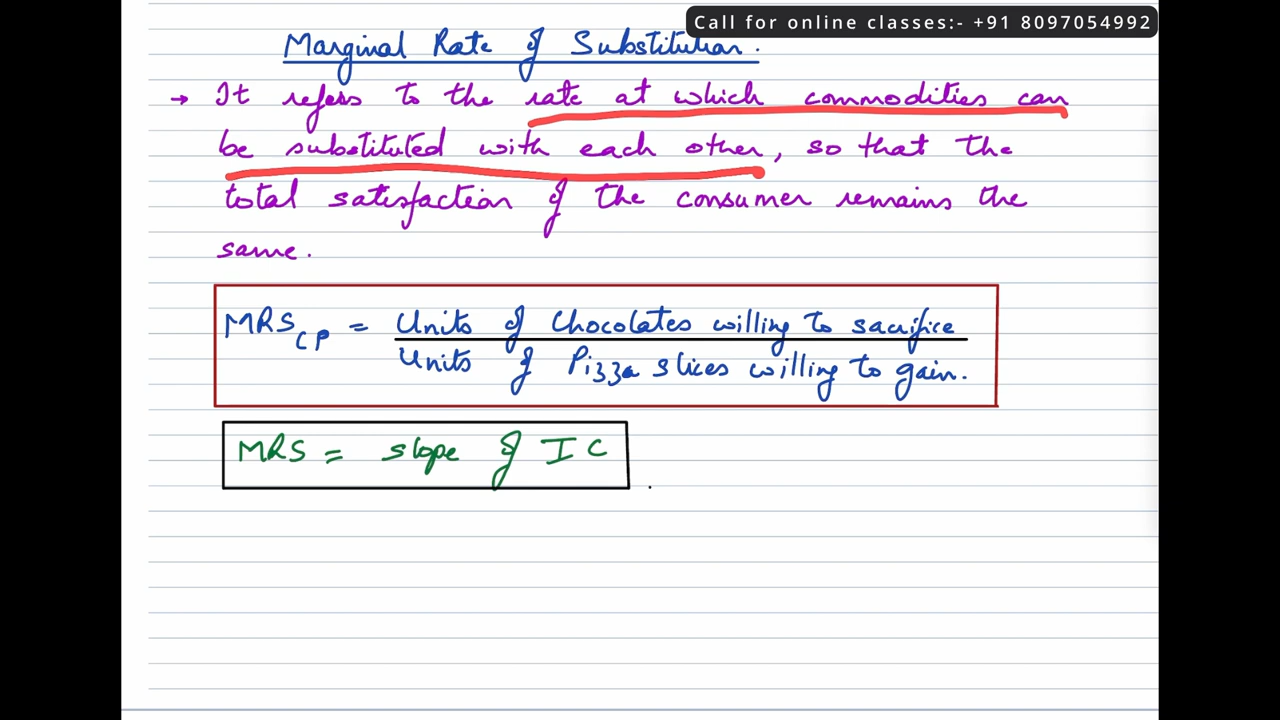 Call for online classes:- +91 8097054992
Marginal Rate of Substitution.
→ It refers to the rate at which commodities can
be substituted with each other, so that the
total satisfaction of the consumer remains the
same.
MRS CP = Units of Chocolates willing to sacrifice
Units of Pizza slices willing to gain.
MRS = slope of IC